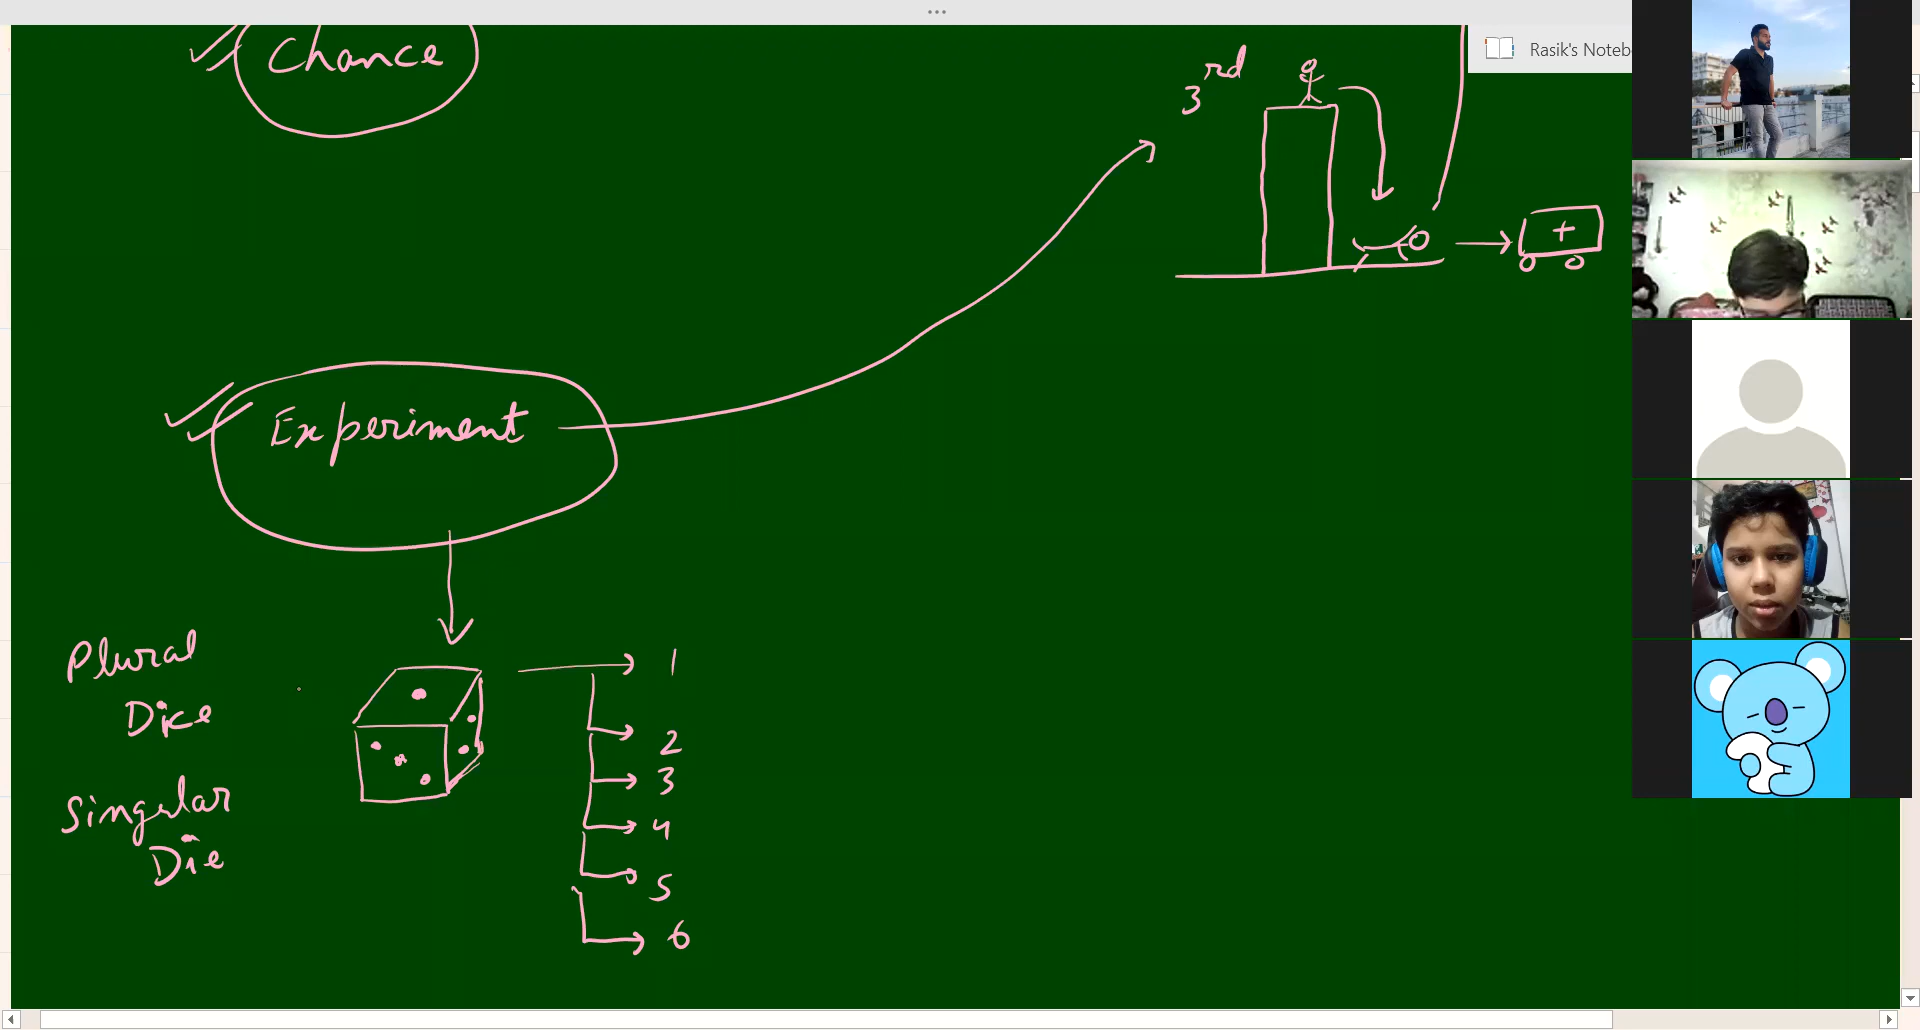 Chance
3rd
Rasik's Noteb
+
Experiment
Plural
Dice
Singular
Die
1
2
3
4
5
6